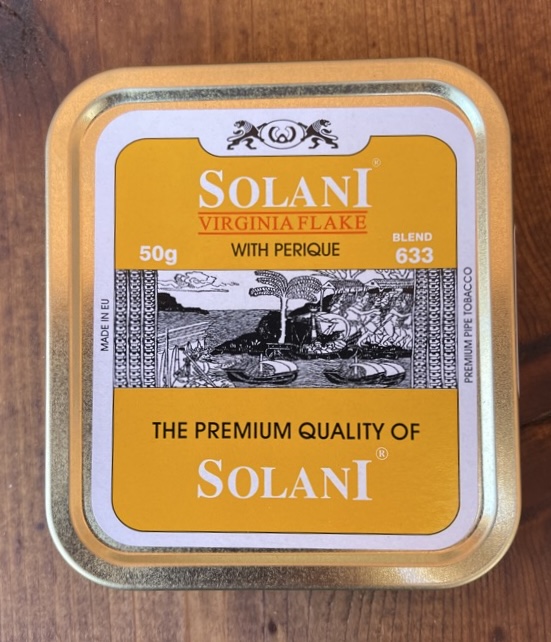 SOLANI®
VIRGINIA FLAKE
WITH PERIQUE
50g
BLEND
633
MADE IN EU
PREMIUM PIPE TOBACCO
THE PREMIUM QUALITY OF
SOLANI®